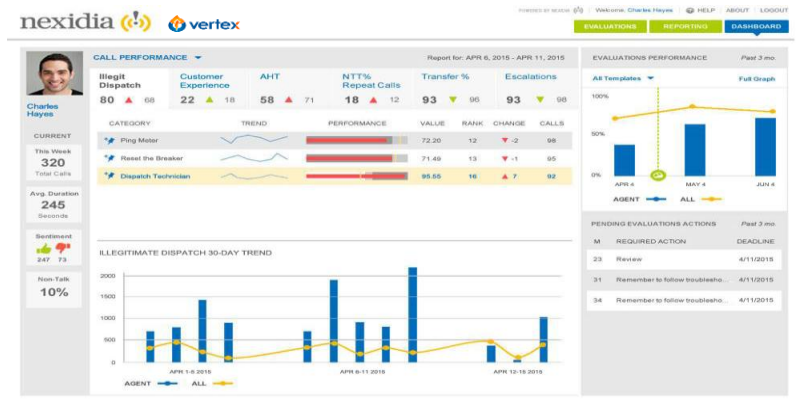 nexidia vertex
POWERED BY NEXIDIA Welcome, Charles Hayes HELP ABOUT LOGOUT
EVALUATIONS REPORTING DASHBOARD
Charles Hayes
CURRENT
This Week
320
Total Calls
Avg. Duration
245
Seconds
Sentiment
247 73
Non-Talk
10%
CALL PERFORMANCE Report for: APR 6, 2015 - APR 11, 2015
Illegit Dispatch
80 68
Customer Experience
22 18
AHT
58 71
NTT% Repeat Calls
18 12
Transfer %
93 96
Escalations
93 98
CATEGORY TREND PERFORMANCE VALUE RANK CHANGE CALLS
Ping Meter 72.20 12 -2 98
Reset the Breaker 71.49 13 -1 95
Dispatch Technician 95.55 16 7 92
ILLEGITIMATE DISPATCH 30-DAY TREND
2000
1500
1000
500
0
APR 1-5 2015 APR 6-11 2015 APR 12-16 2015
AGENT ALL
EVALUATIONS PERFORMANCE Past 3 mo.
All Templates Full Graph
100%
50%
0%
APR 4 MAY 4 JUN 4
AGENT ALL
PENDING EVALUATIONS ACTIONS Past 3 mo.
M REQUIRED ACTION DEADLINE
23 Review 4/11/2015
31 Remember to follow troublesho... 4/11/2015
34 Remember to follow troublesho... 4/11/2015